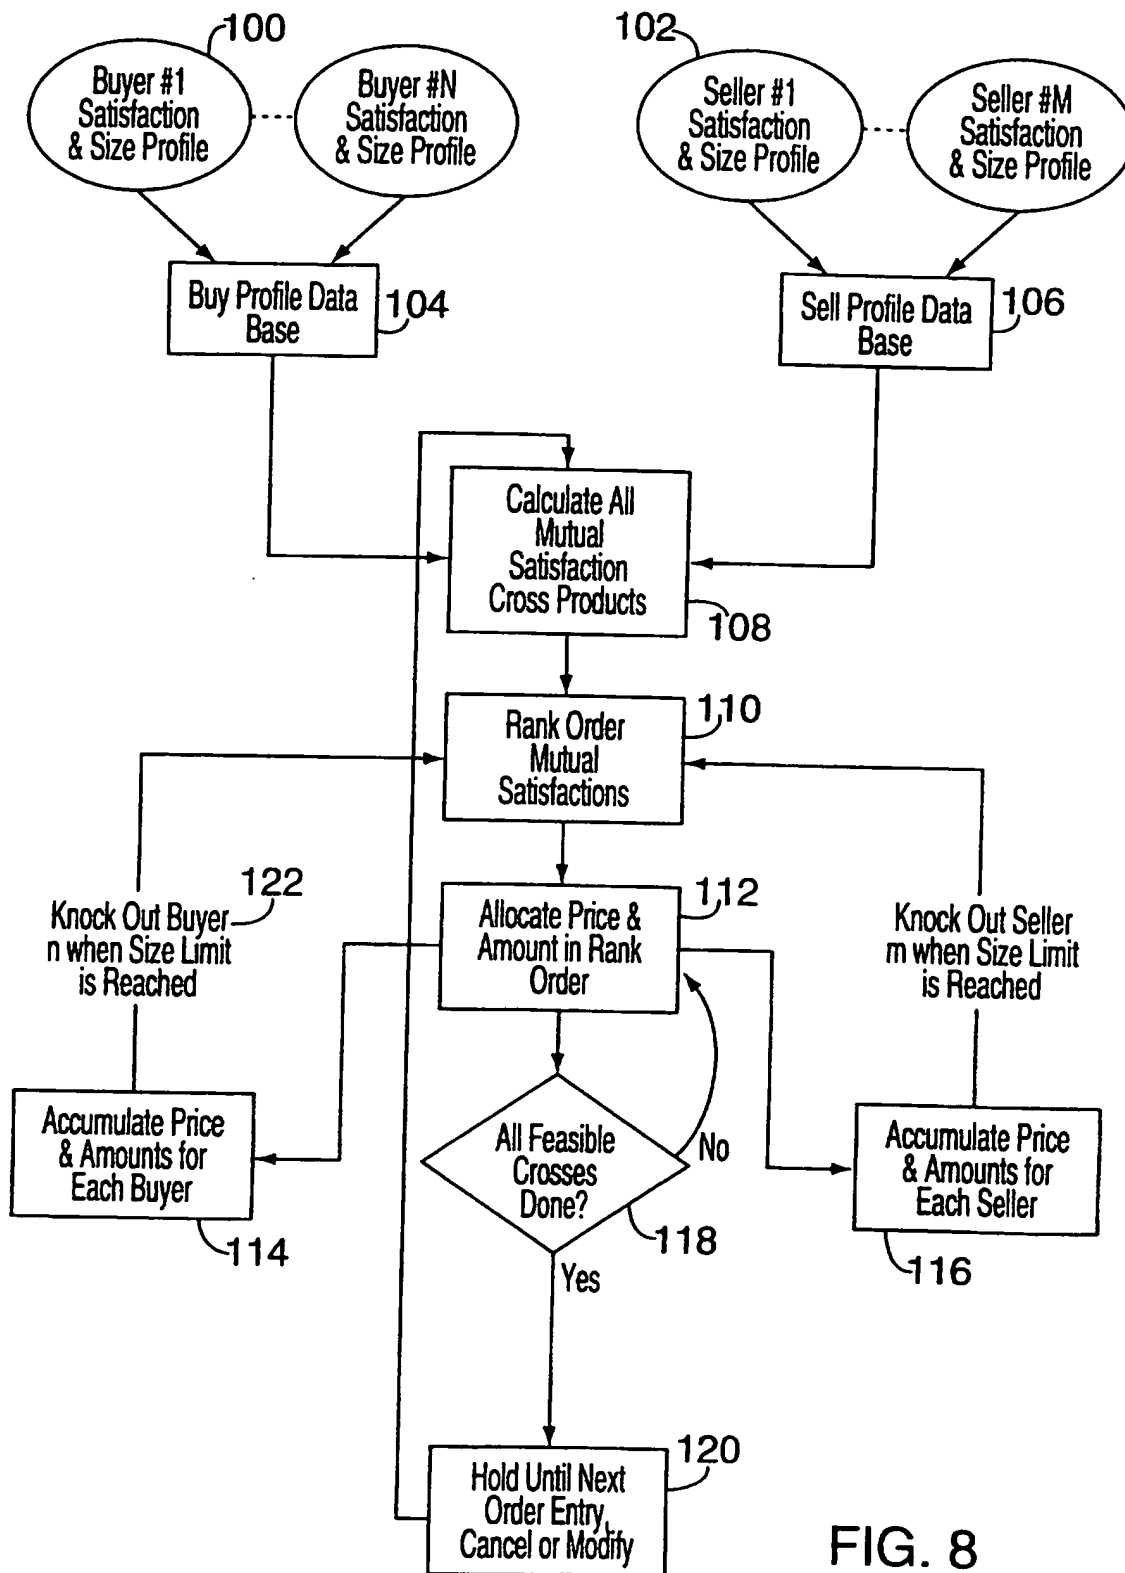 100
Buyer #1
Satisfaction
& Size Profile
Buyer #N
Satisfaction
& Size Profile
102
Seller #1
Satisfaction
& Size Profile
Seller #M
Satisfaction
& Size Profile
Buy Profile Data
Base
104
Sell Profile Data
Base
106
Calculate All
Mutual
Satisfaction
Cross Products
108
Rank Order
Mutual
Satisfactions
110
Knock Out Buyer
n when Size Limit
is Reached
122
Allocate Price &
Amount in Rank
Order
112
Knock Out Seller
m when Size Limit
is Reached
Accumulate Price
& Amounts for
Each Buyer
114
All Feasible
Crosses
Done?
No
118
Yes
Accumulate Price
& Amounts for
Each Seller
116
Hold Until Next
Order Entry,
Cancel or Modify
120
FIG. 8